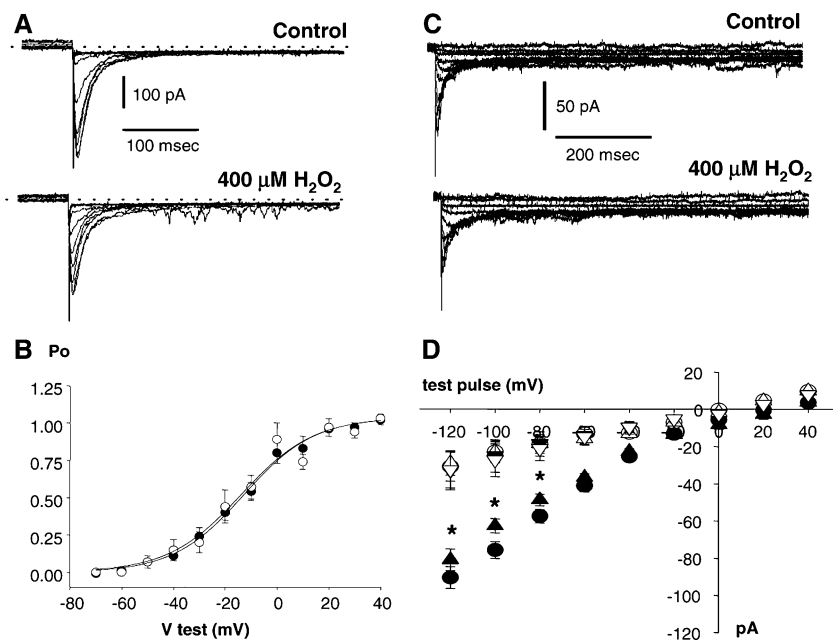 A
Control
100 pA
100 msec
400 μM H₂O₂
C
Control
50 pA
200 msec
400 μM H₂O₂
B
Po
1.25
1.00
0.75
0.50
0.25
0.00
-80 -60 -40 -20 0 20 40
V test (mV)
D
test pulse (mV)
20
0
-120 -100 -80 0 20 40
-20
-40
*
*
-60
*
-80
-100
-120
pA